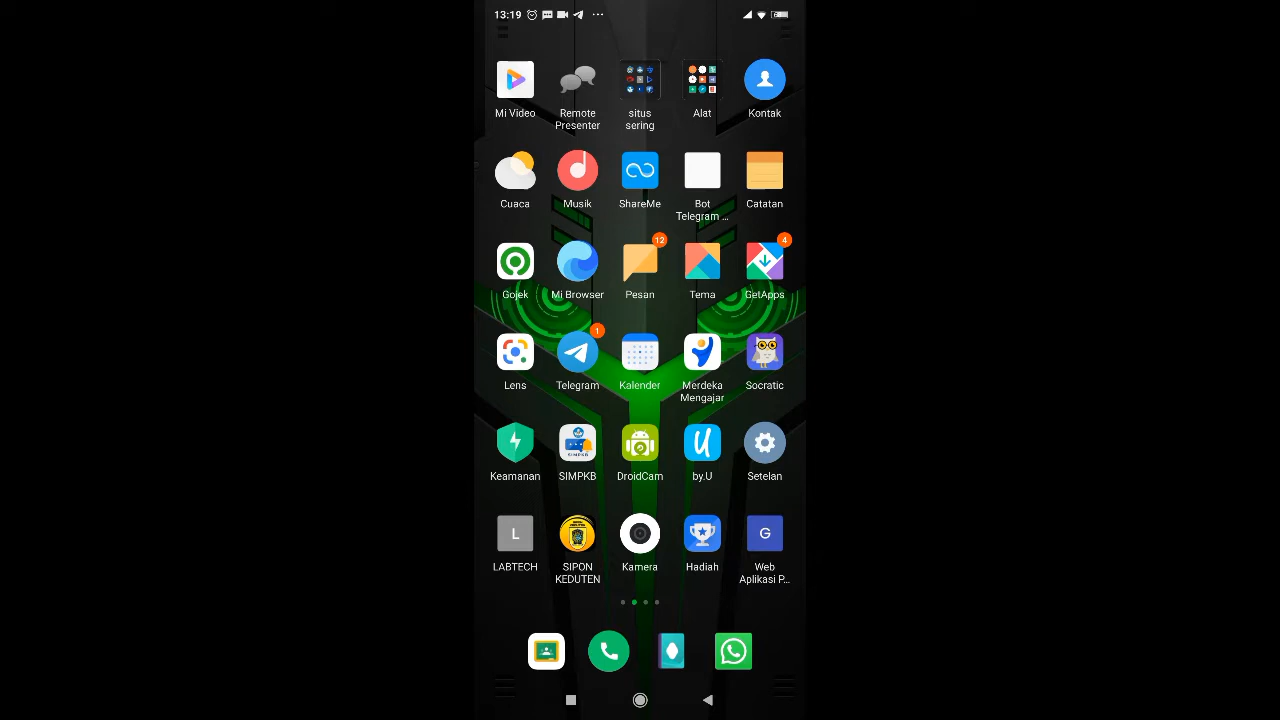 13:19
Mi Video
Remote
Presenter
situs
sering
Alat
Kontak
Cuaca
Musik
ShareMe
Bot
Telegram ...
Catatan
12
4
Gojek
Mi Browser
Pesan
Tema
GetApps
1
Lens
Telegram
Kalender
Merdeka
Mengajar
Socratic
SIMPKB
U
Keamanan
SIMPKB
DroidCam
by.U
Setelan
L
G
LABTECH
SIPON
KEDUTEN
Kamera
Hadiah
Web
Aplikasi P...